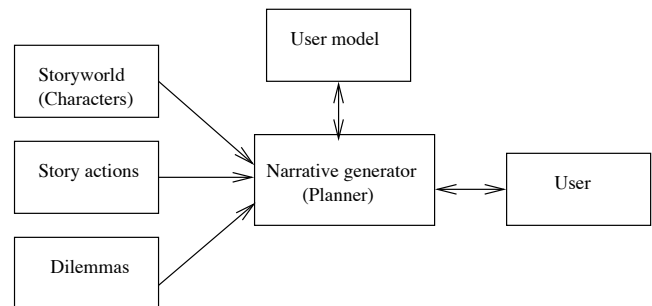 User model
Storyworld
(Characters)
Story actions
Narrative generator
(Planner)
User
Dilemmas